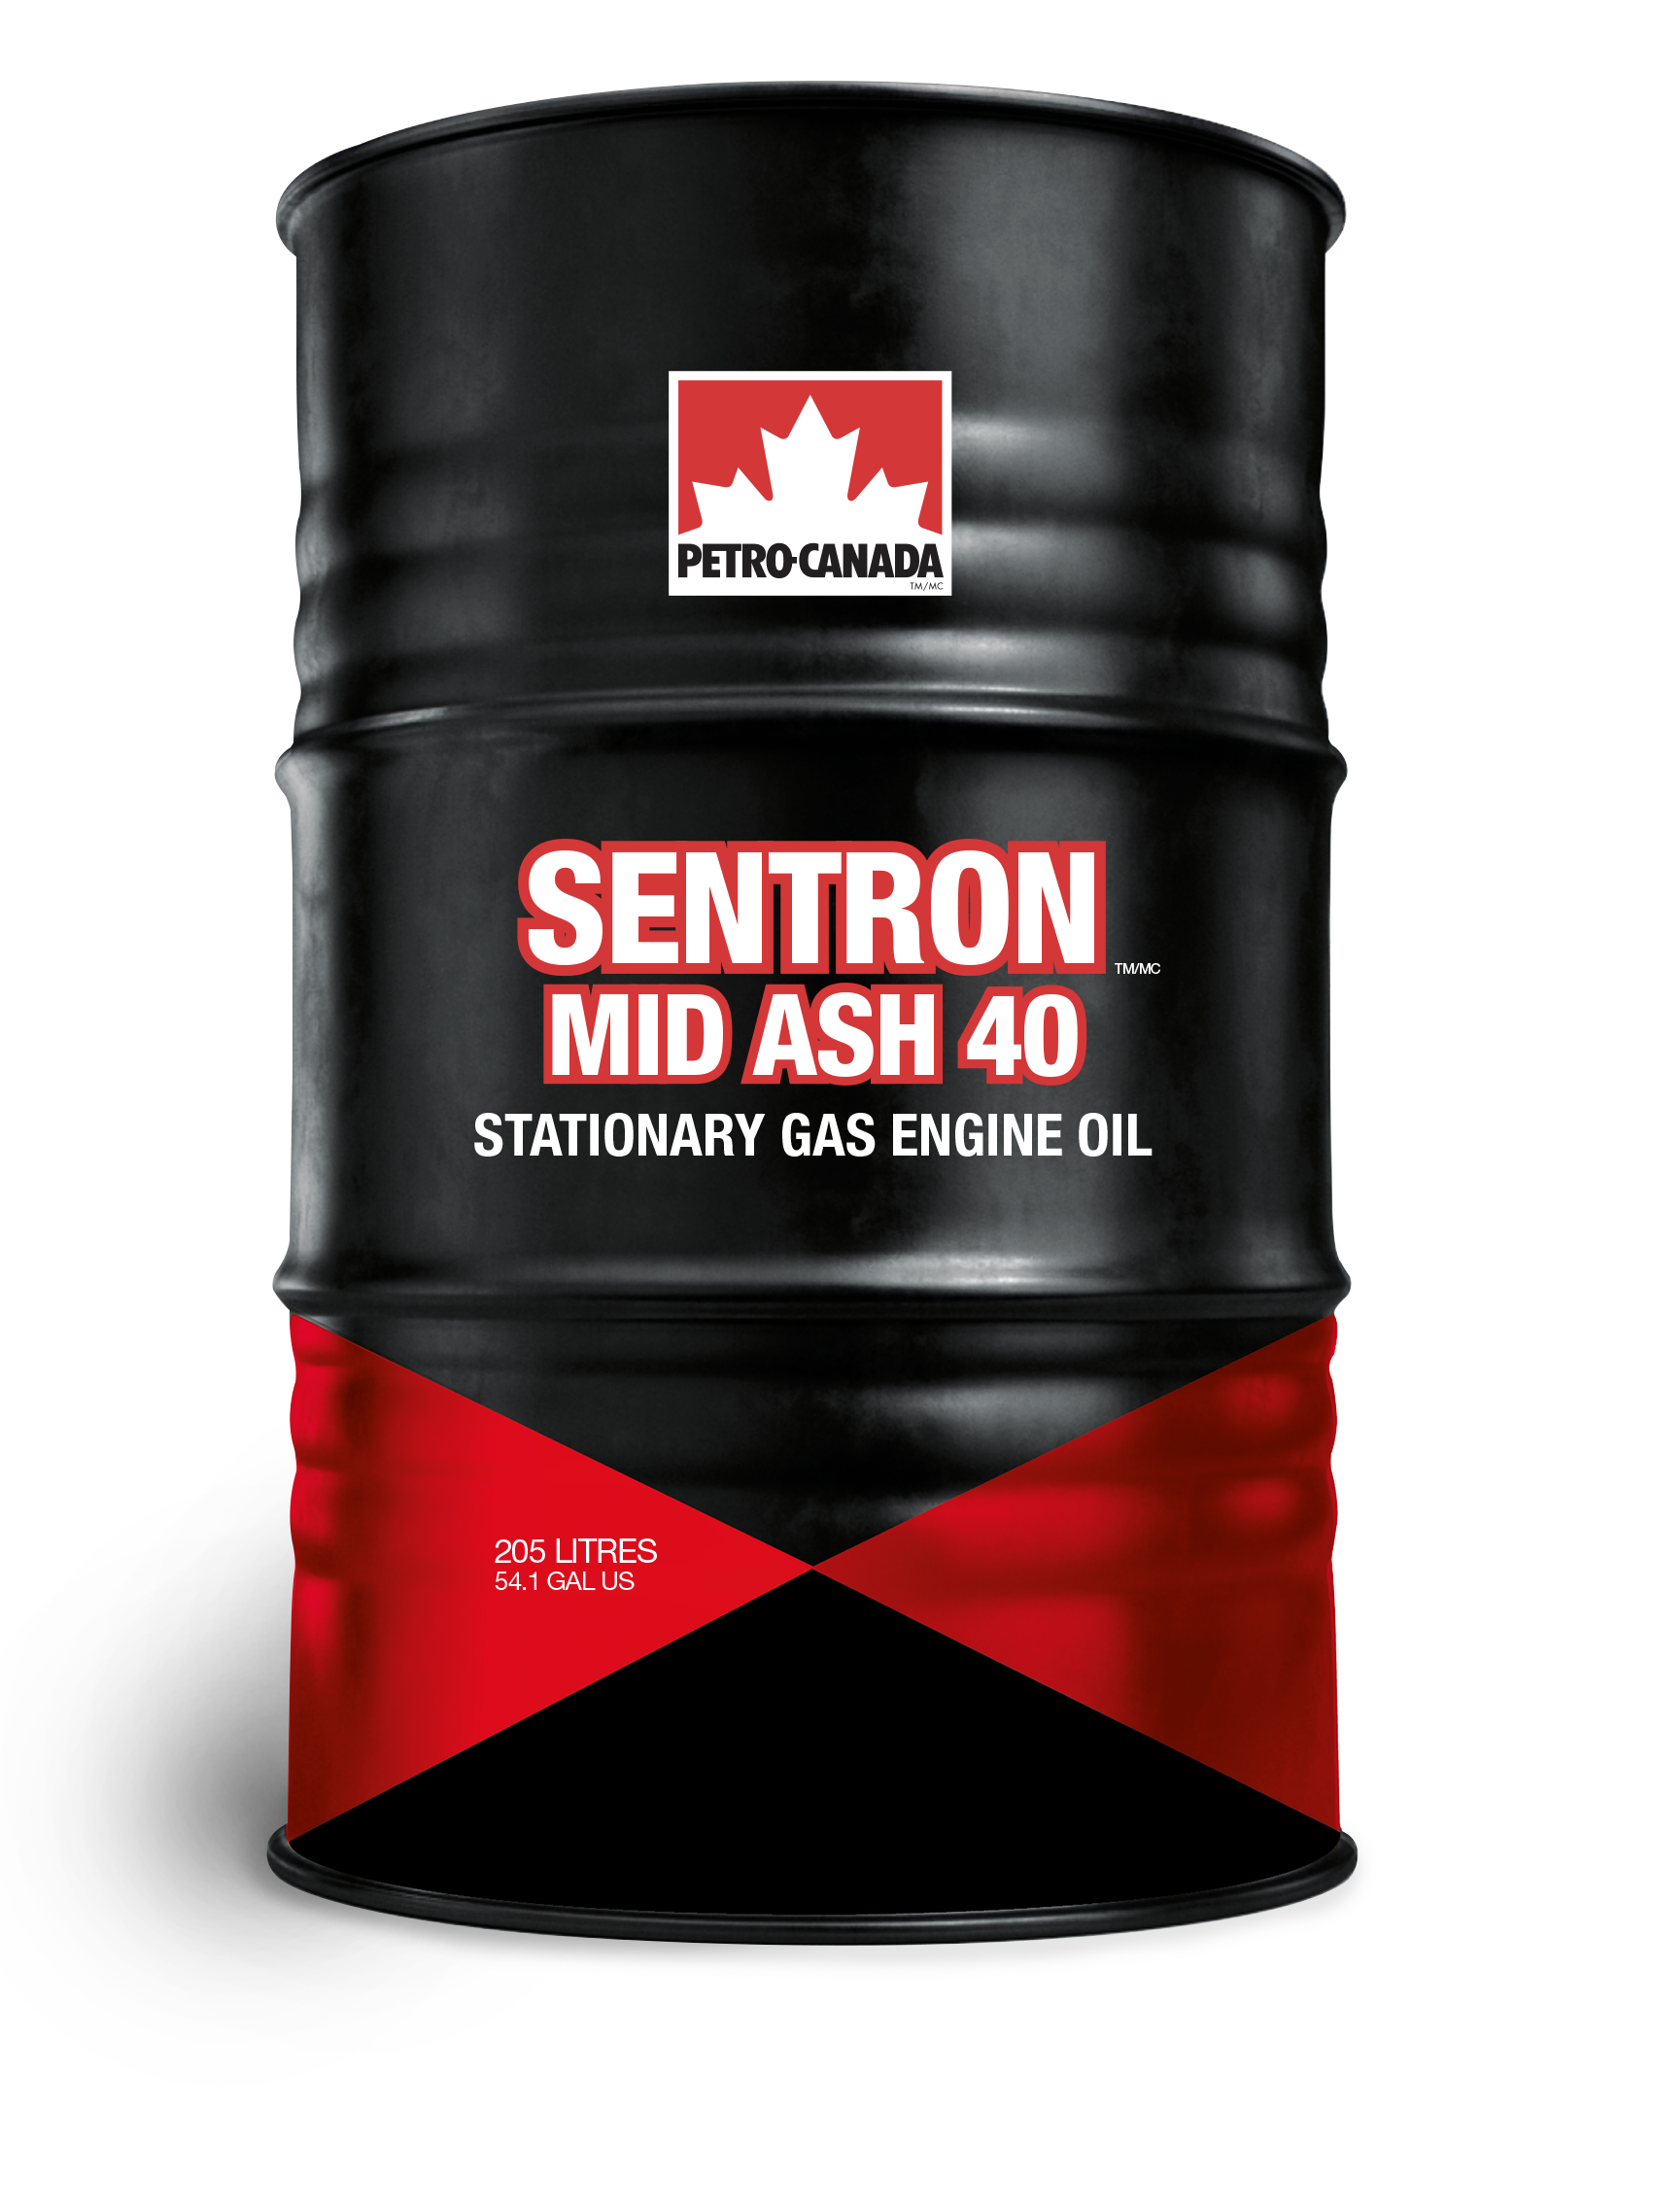 PETRO-CANADA
TM/MC
SENTRON TM/MC
MID ASH 40
STATIONARY GAS ENGINE OIL
205 LITRES
54.1 GAL US